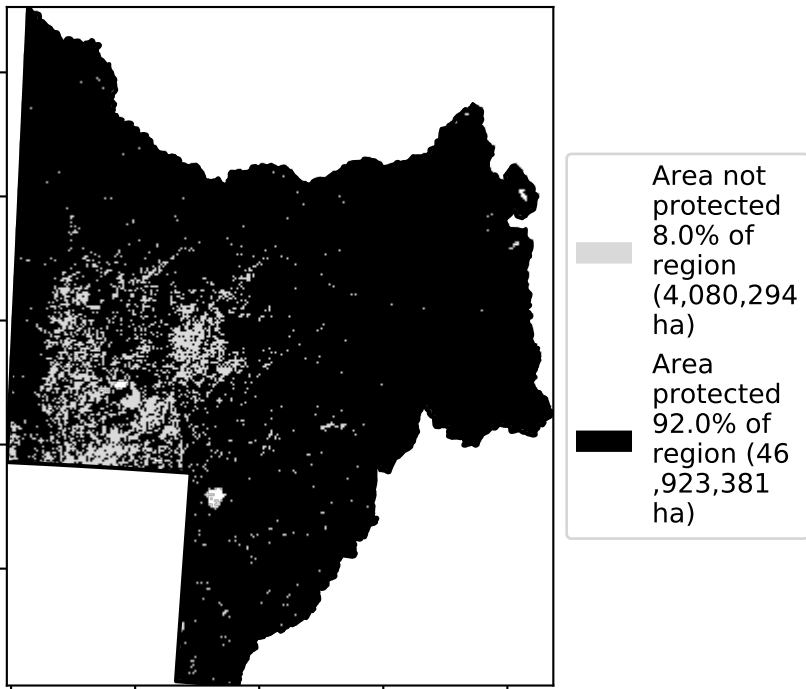 Area not
protected
8.0% of
region
(4,080,294
ha)
Area
protected
92.0% of
region (46
,923,381
ha)